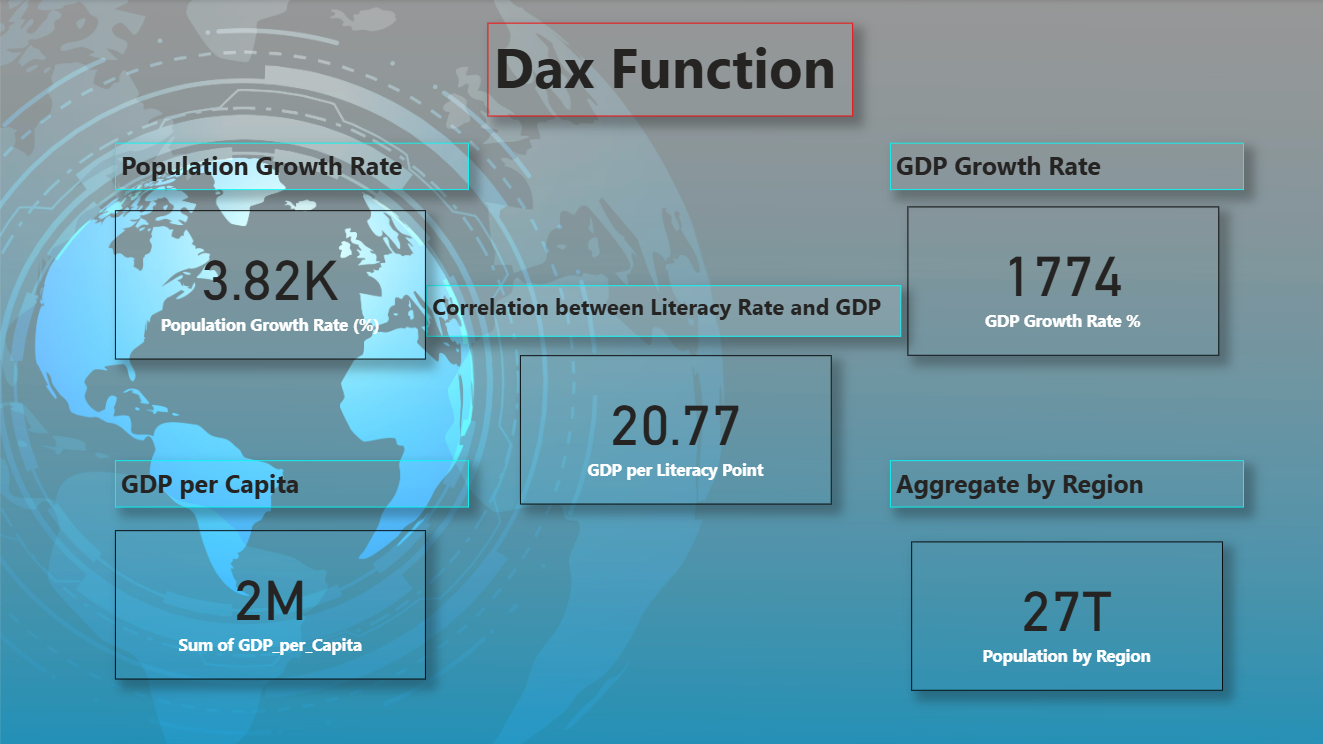 Dax Function
Population Growth Rate
3.82K
Population Growth Rate (%)
GDP Growth Rate
1774
GDP Growth Rate %
Correlation between Literacy Rate and GDP
20.77
GDP per Literacy Point
GDP per Capita
2M
Sum of GDP_per_Capita
Aggregate by Region
27T
Population by Region